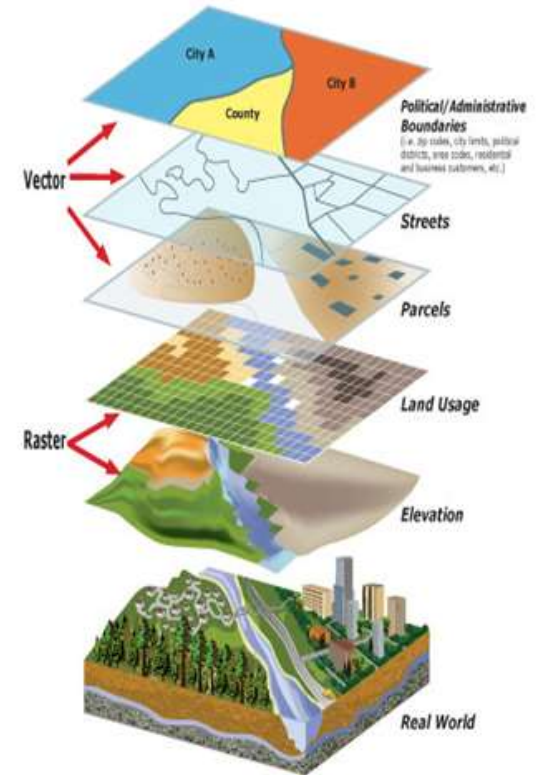 City A
City B
County
Political/Administrative
Boundaries
(i.e. zip codes, city limits, political
districts, area codes, residential
and business customers, etc.)
Vector
Streets
Parcels
Land Usage
Raster
Elevation
Real World